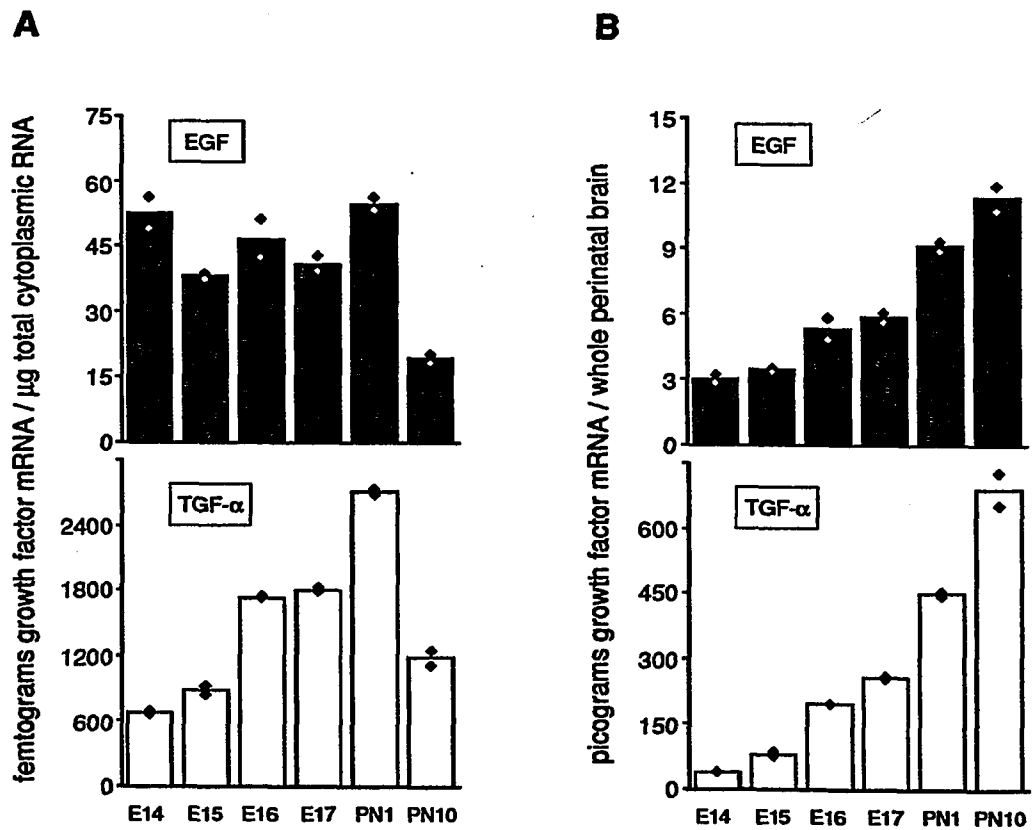 A
B
femtograms growth factor mRNA / µg total cytoplasmic RNA
75
60
45
30
15
0
EGF
2400
1800
1200
600
0
TGF-α
E14 E15 E16 E17 PN1 PN10
picograms growth factor mRNA / whole perinatal brain
15
12
9
6
3
0
EGF
600
450
300
150
0
TGF-α
E14 E15 E16 E17 PN1 PN10